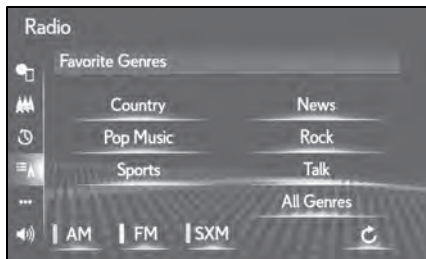 Radio
Favorite Genres
Country News
Pop Music Rock
Sports Talk
All Genres
AM FM SXM